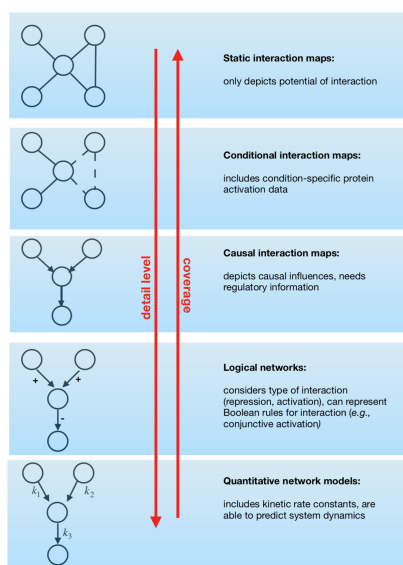 Static interaction maps:
only depicts potential of interaction
Conditional interaction maps:
includes condition-specific protein
activation data
detail level
coverage
Causal interaction maps:
depicts causal influences, needs
regulatory information
Logical networks:
considers type of interaction
(repression, activation), can represent
Boolean rules for interaction (e.g.,
conjunctive activation)
+ +
-
Quantitative network models:
includes kinetic rate constants, are
able to predict system dynamics
k1 k2
k3